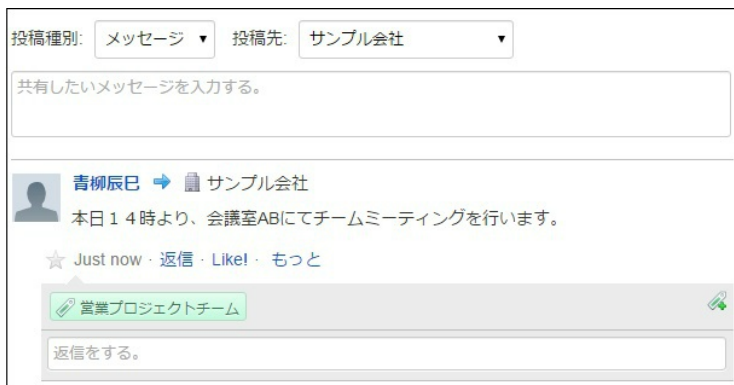 投稿種別: メッセージ 投稿先: サンプル会社
共有したいメッセージを入力する。
青柳辰巳 サンプル会社
本日１４時より、会議室ABにてチームミーティングを行います。
Just now · 返信 · Like! · もっと
営業プロジェクトチーム
返信をする。